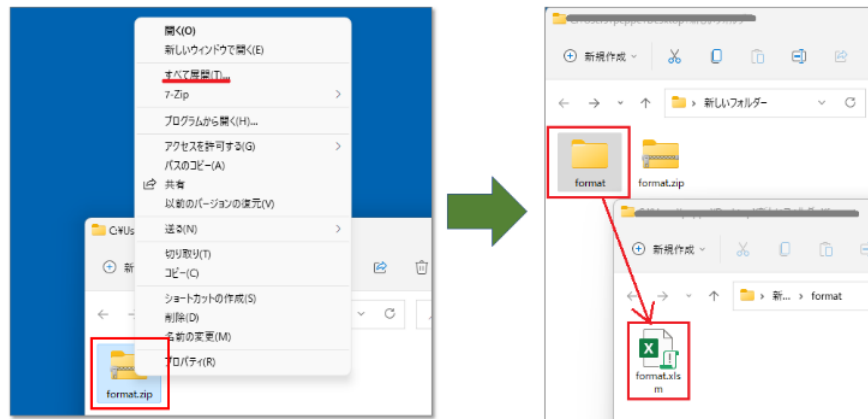 開く(O)
新しいウィンドウで開く(E)
すべて展開(T)...
7-Zip
プログラムから開く(H)...
アクセスを許可する(G)
パスのコピー(A)
共有
以前のバージョンの復元(V)
送る(N)
切り取り(T)
コピー(C)
ショートカットの作成(S)
削除(D)
名前の変更(M)
プロパティ(R)
C:¥Us
新
format.zip
新規作成
新しいフォルダー
format
format.zip
新規作成
新... › format
format.xls
m